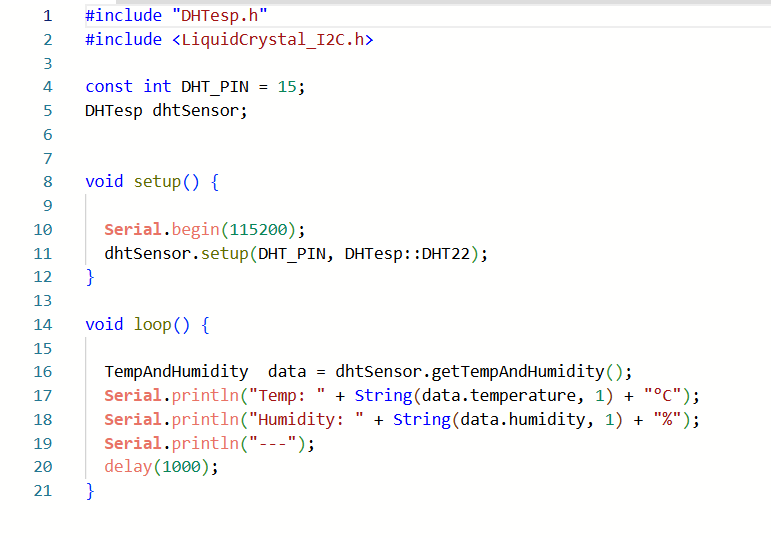 1 #include "DHTesp.h"
2 #include <LiquidCrystal_I2C.h>
3
4 const int DHT_PIN = 15;
5 DHTesp dhtSensor;
6
7
8 void setup() {
9
10   Serial.begin(115200);
11   dhtSensor.setup(DHT_PIN, DHTesp::DHT22);
12 }
13
14 void loop() {
15
16   TempAndHumidity  data = dhtSensor.getTempAndHumidity();
17   Serial.println("Temp: " + String(data.temperature, 1) + "°C");
18   Serial.println("Humidity: " + String(data.humidity, 1) + "%");
19   Serial.println("---");
20   delay(1000);
21 }